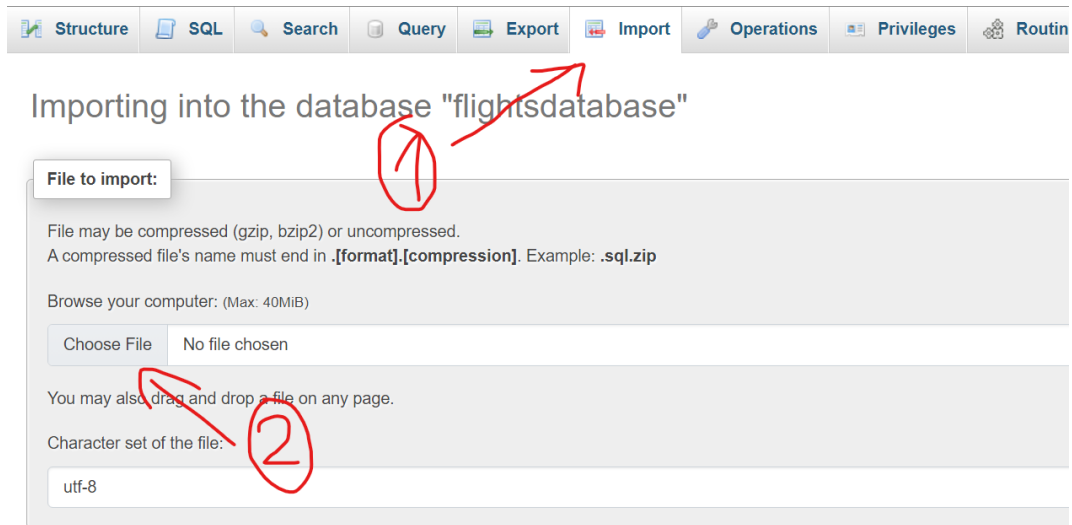 Structure SQL Search Query Export Import Operations Privileges Routin
Importing into the database "flightsdatabase"
1
File to import:
File may be compressed (gzip, bzip2) or uncompressed.
A compressed file's name must end in .[format].[compression]. Example: .sql.zip
Browse your computer: (Max: 40MiB)
Choose File No file chosen
You may also drag and drop a file on any page.
Character set of the file:
2
utf-8